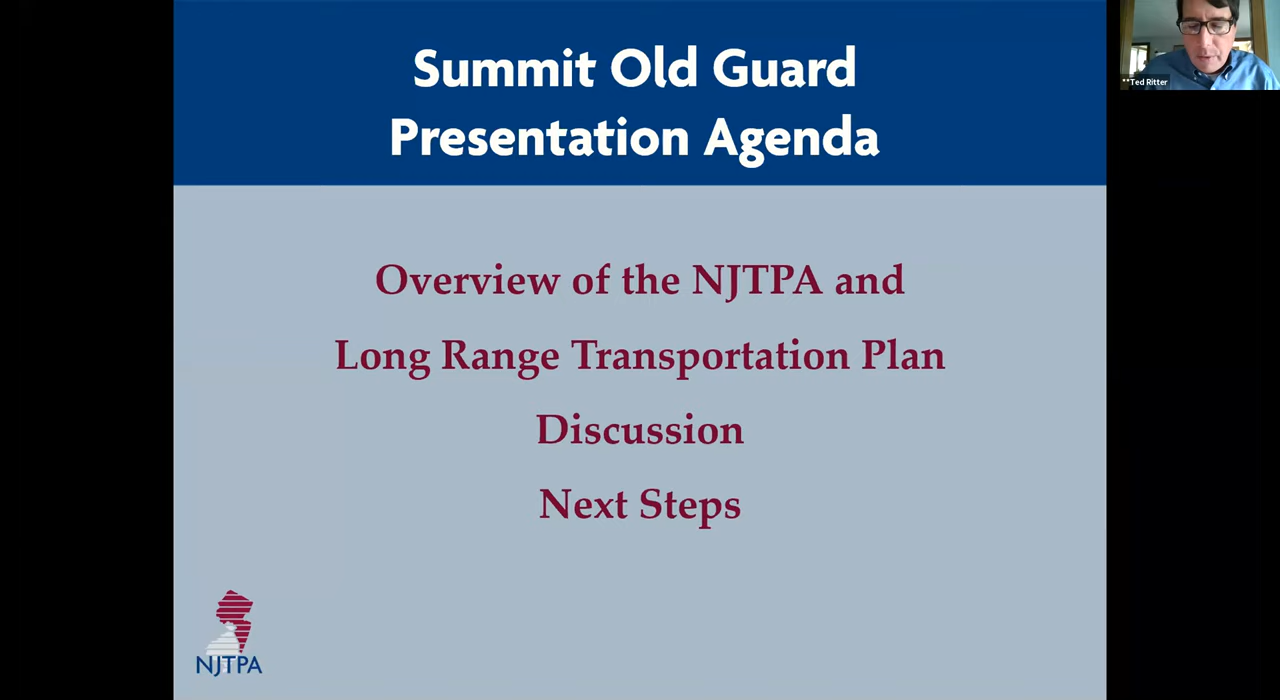 Summit Old Guard
Presentation Agenda
Overview of the NJTPA and
Long Range Transportation Plan
Discussion
Next Steps
NJTPA
**Ted Ritter